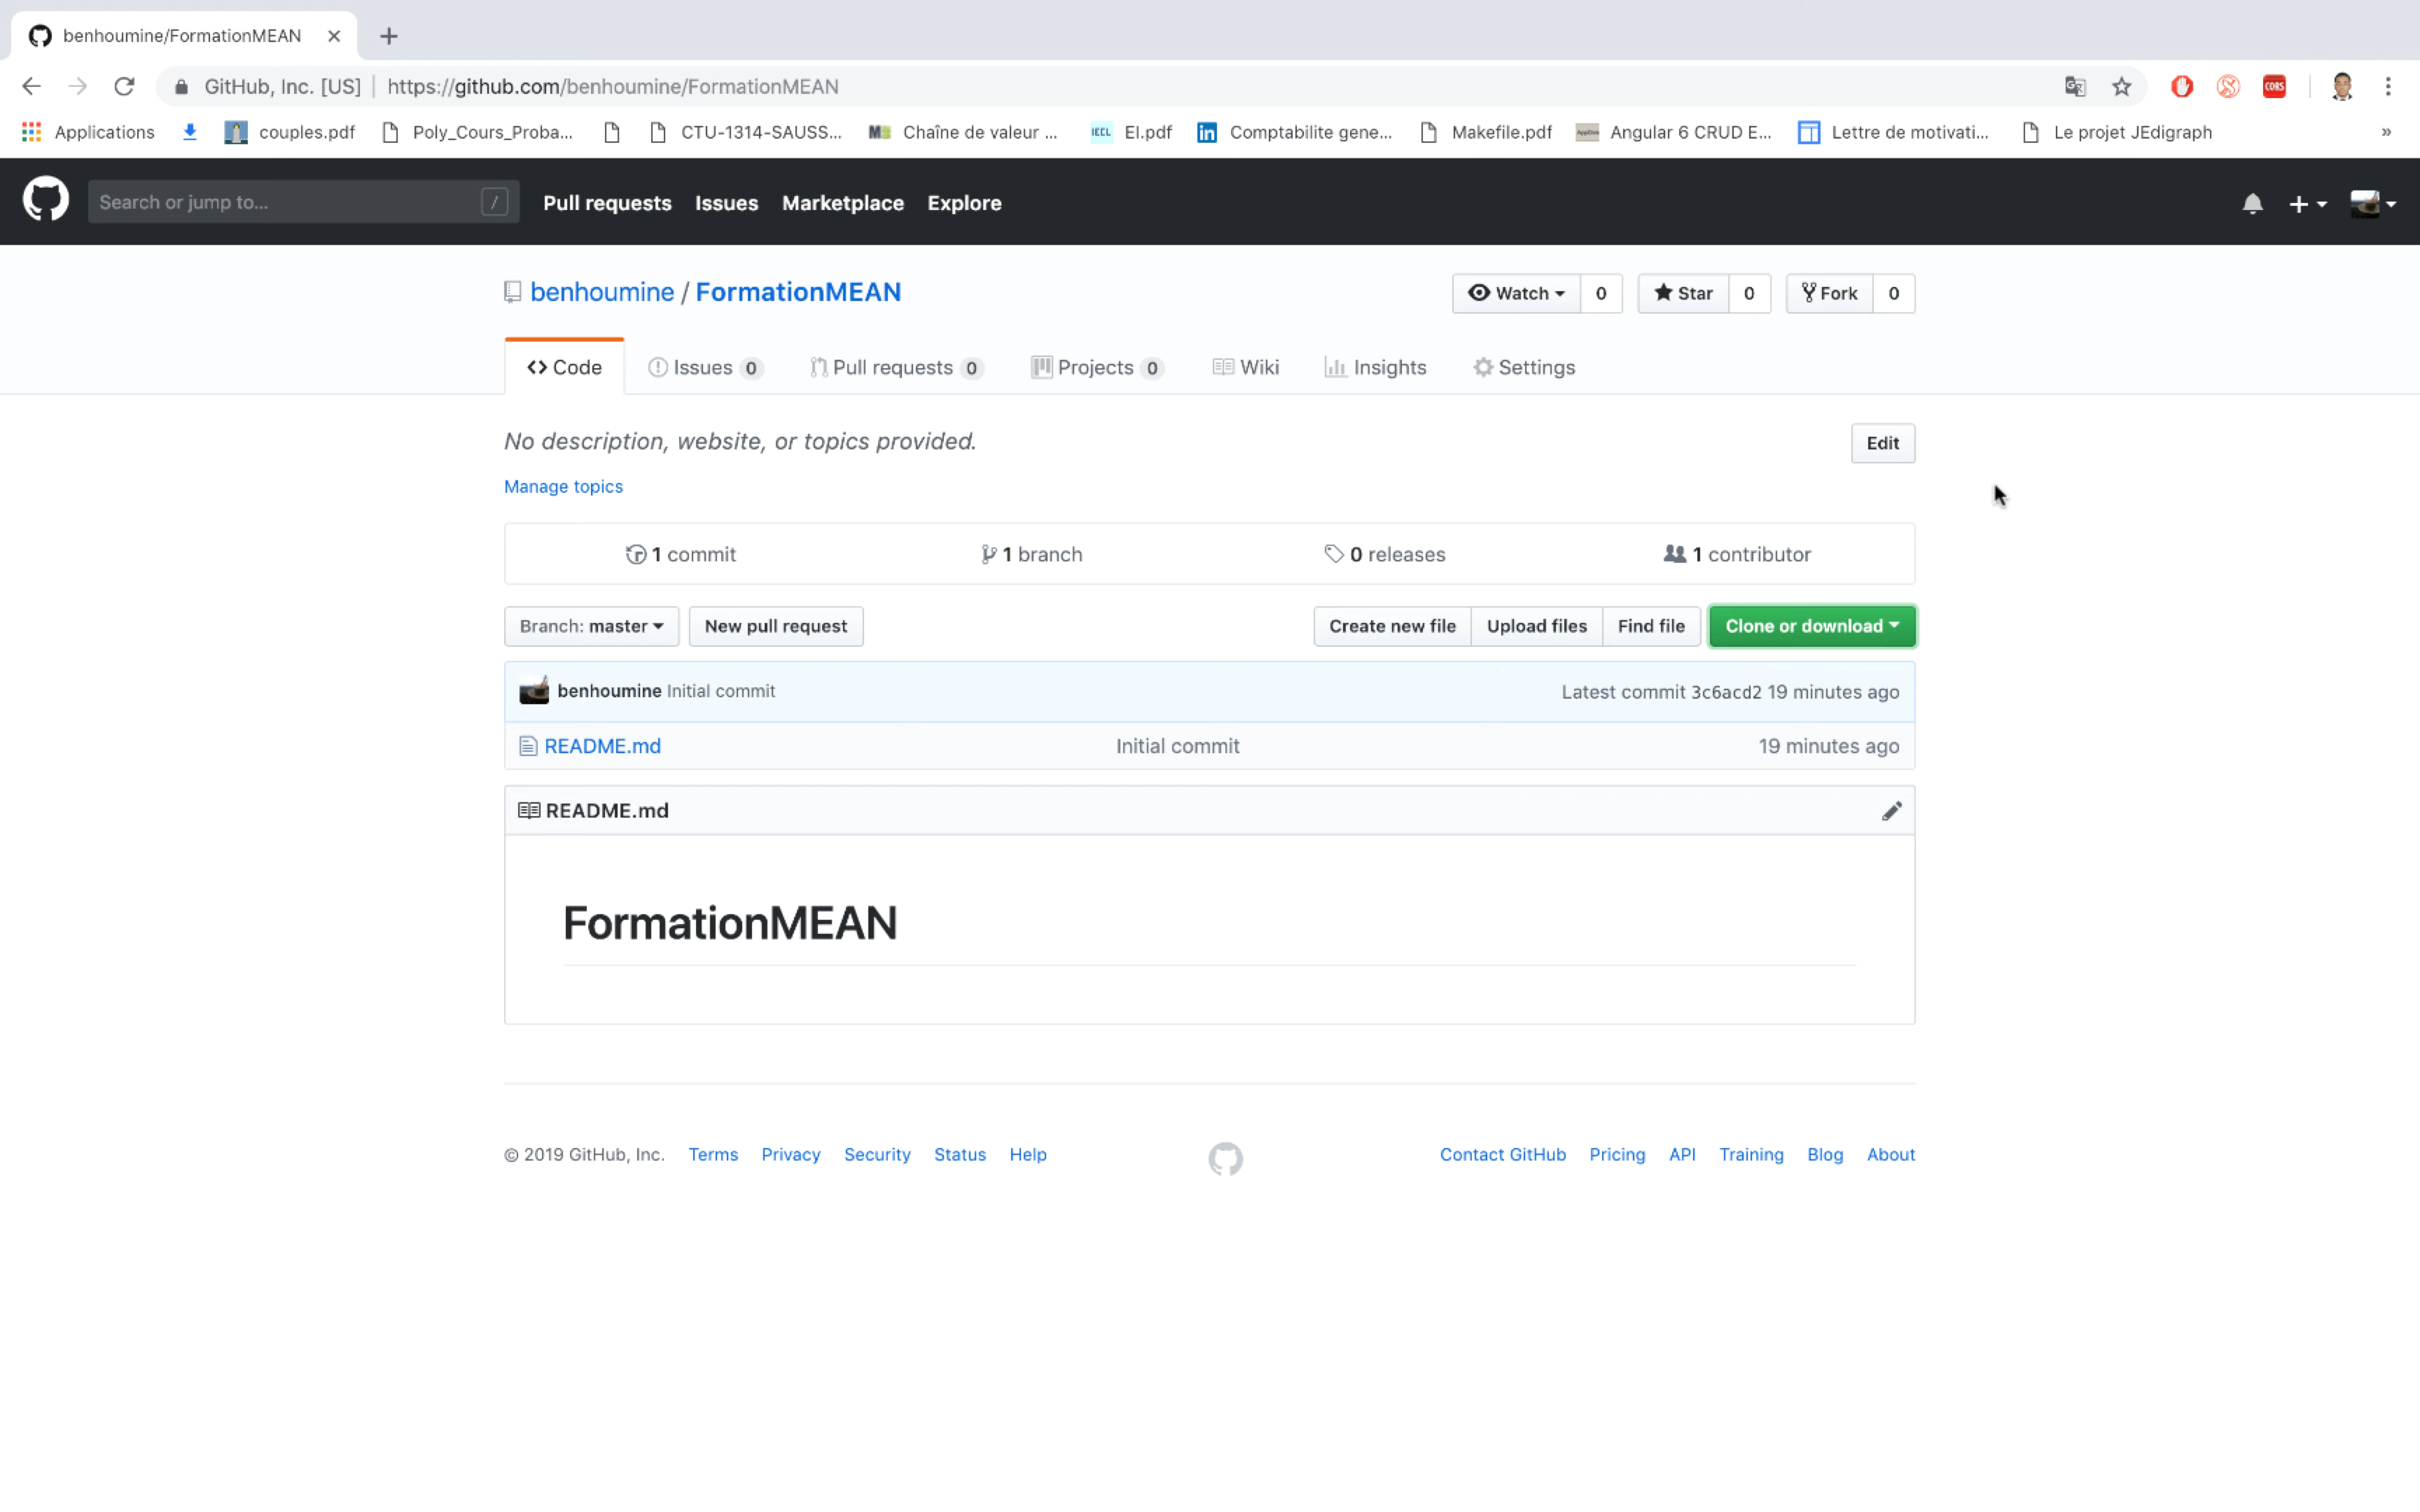 benhoumine/FormationMEAN
GitHub, Inc. [US] | https://github.com/benhoumine/FormationMEAN
Applications couples.pdf Poly_Cours_Proba... CTU-1314-SAUSS... Chaîne de valeur ... IECL EI.pdf Comptabilite gene... Makefile.pdf Angular 6 CRUD E... Lettre de motivati... Le projet JEdigraph »
CORS
Search or jump to... / Pull requests Issues Marketplace Explore
benhoumine / FormationMEAN Watch 0 Star 0 Fork 0
<> Code Issues 0 Pull requests 0 Projects 0 Wiki Insights Settings
No description, website, or topics provided. Edit
Manage topics
1 commit 1 branch 0 releases 1 contributor
Branch: master New pull request Create new file Upload files Find file Clone or download
benhoumine Initial commit Latest commit 3c6acd2 19 minutes ago
README.md Initial commit 19 minutes ago
README.md
FormationMEAN
© 2019 GitHub, Inc. Terms Privacy Security Status Help Contact GitHub Pricing API Training Blog About